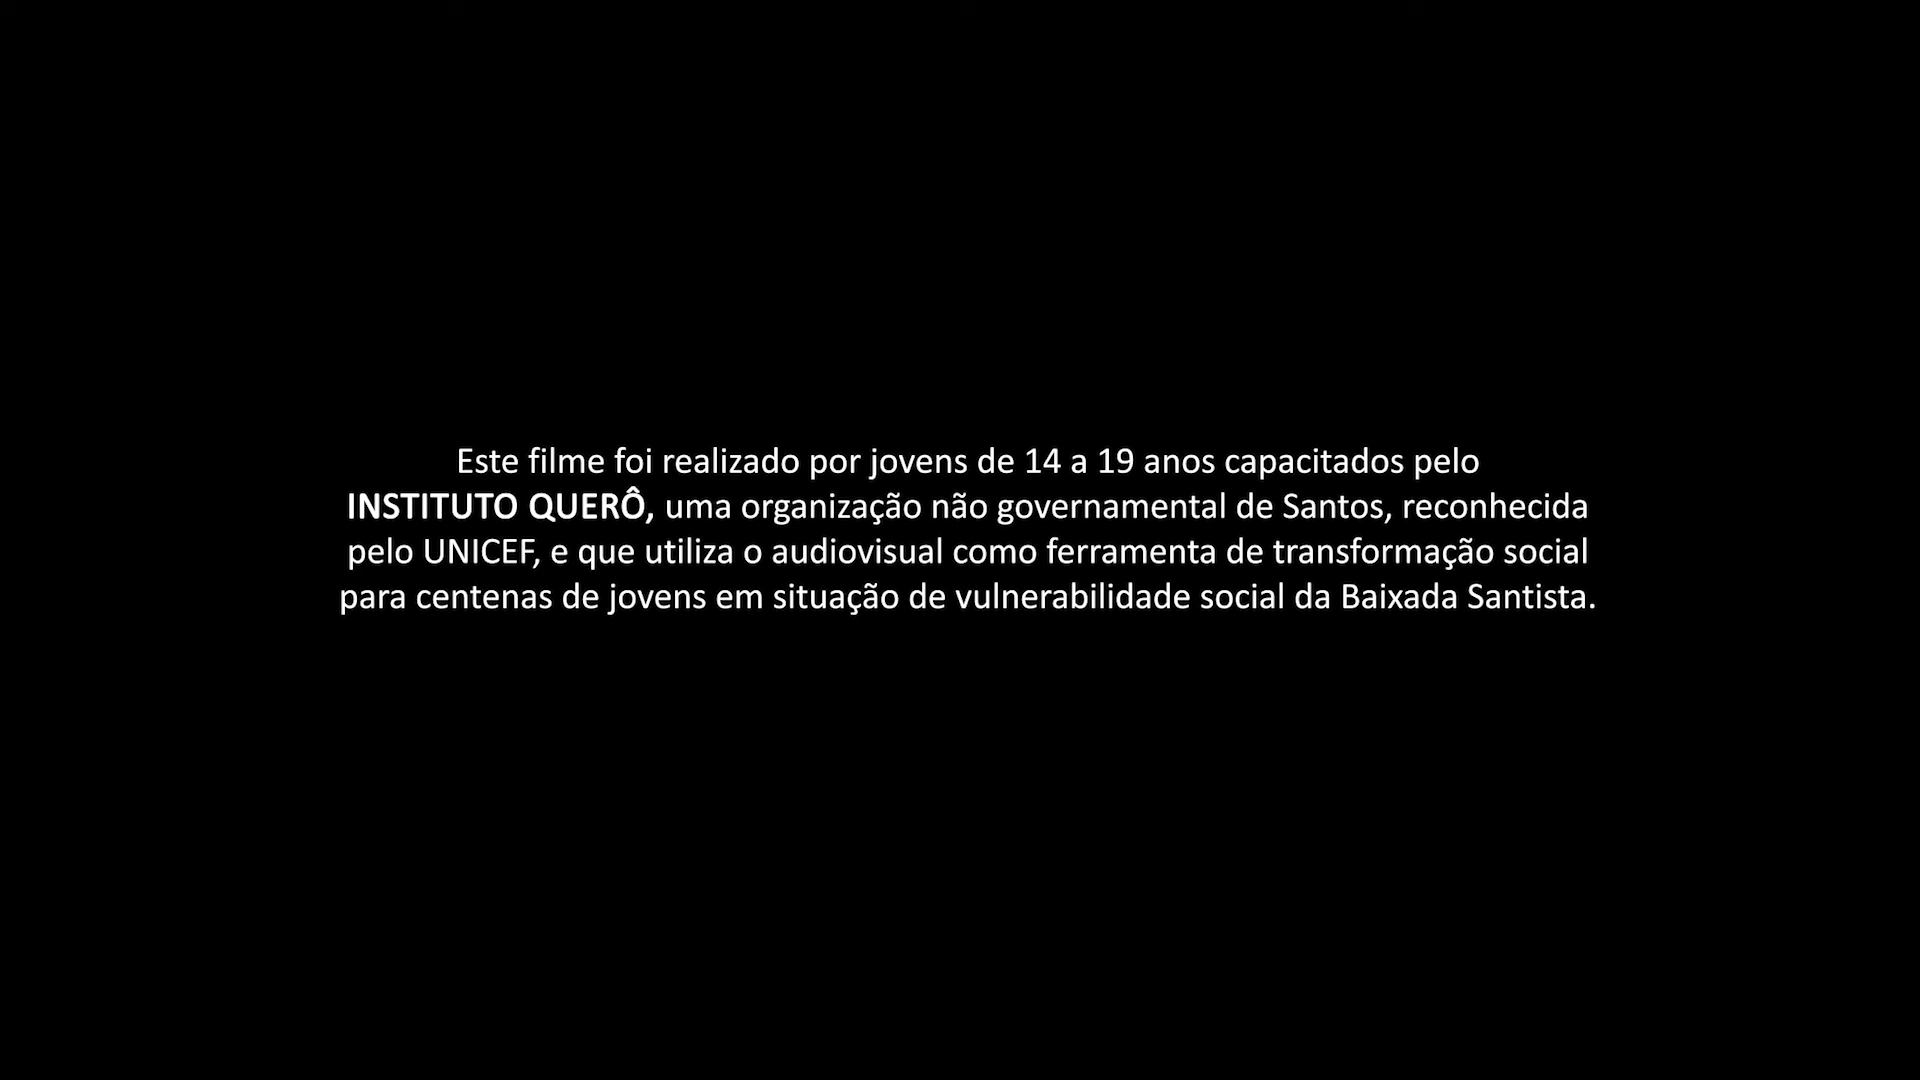 Este filme foi realizado por jovens de 14 a 19 anos capacitados pelo
INSTITUTO QUERÔ, uma organização não governamental de Santos, reconhecida
pelo UNICEF, e que utiliza o audiovisual como ferramenta de transformação social
para centenas de jovens em situação de vulnerabilidade social da Baixada Santista.